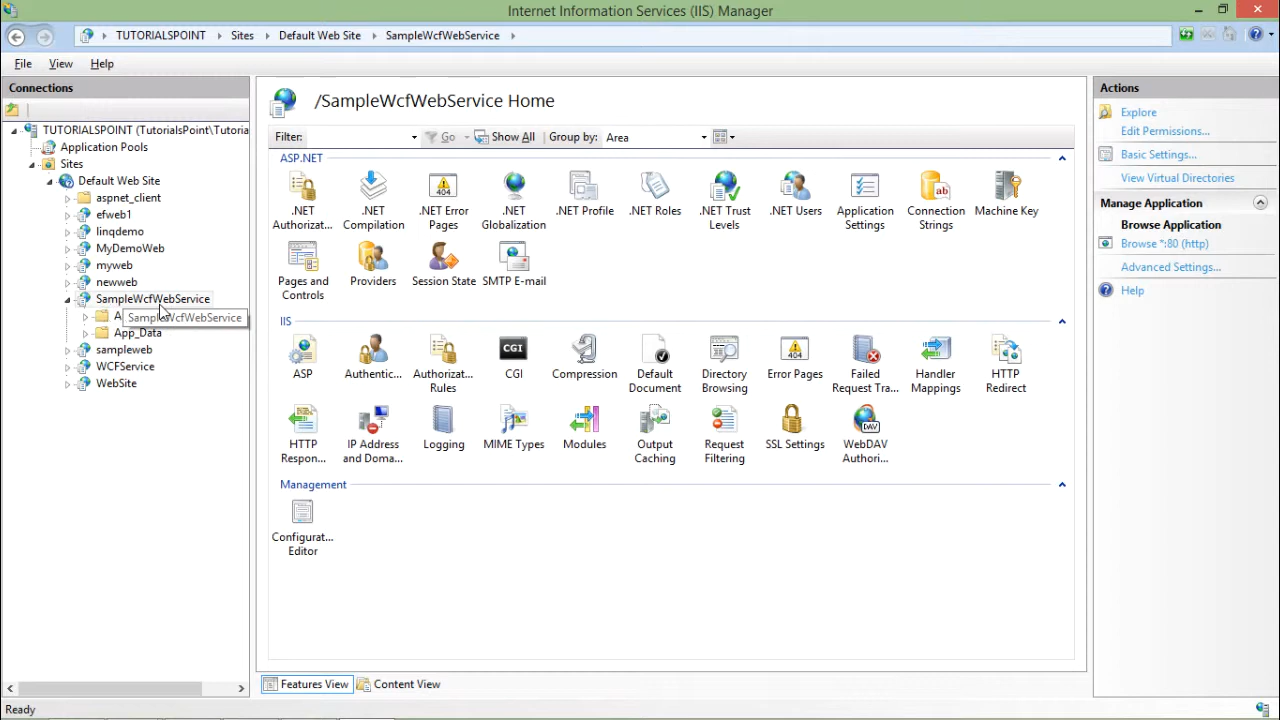 Internet Information Services (IIS) Manager
TUTORIALSPOINT Sites Default Web Site SampleWcfWebService
File View Help
Connections
TUTORIALSPOINT (TutorialsPoint\Tutoria
Application Pools
Sites
Default Web Site
aspnet_client
efweb1
linqdemo
MyDemoWeb
myweb
newweb
SampleWcfWebService
SampleWcfWebService
App_Data
sampleweb
WCFService
WebSite
/SampleWcfWebService Home
Filter: Go Show All Group by: Area
ASP.NET
.NET Authorizat...
.NET Compilation
.NET Error Pages
.NET Globalization
.NET Profile
.NET Roles
.NET Trust Levels
.NET Users
Application Settings
Connection Strings
Machine Key
Pages and Controls
Providers
Session State
SMTP E-mail
IIS
ASP
Authentic...
Authorizat... Rules
CGI
CGI
Compression
Default Document
Directory Browsing
404
Error Pages
Failed Request Tra...
Handler Mappings
HTTP Redirect
HTTP Respon...
IP Address and Doma...
Logging
MIME Types
Modules
Output Caching
Request Filtering
SSL Settings
WebDAV Authori...
Management
Configurat... Editor
Features View Content View
Actions
Explore
Edit Permissions...
Basic Settings...
View Virtual Directories
Manage Application
Browse Application
Browse *:80 (http)
Advanced Settings...
Help
Ready